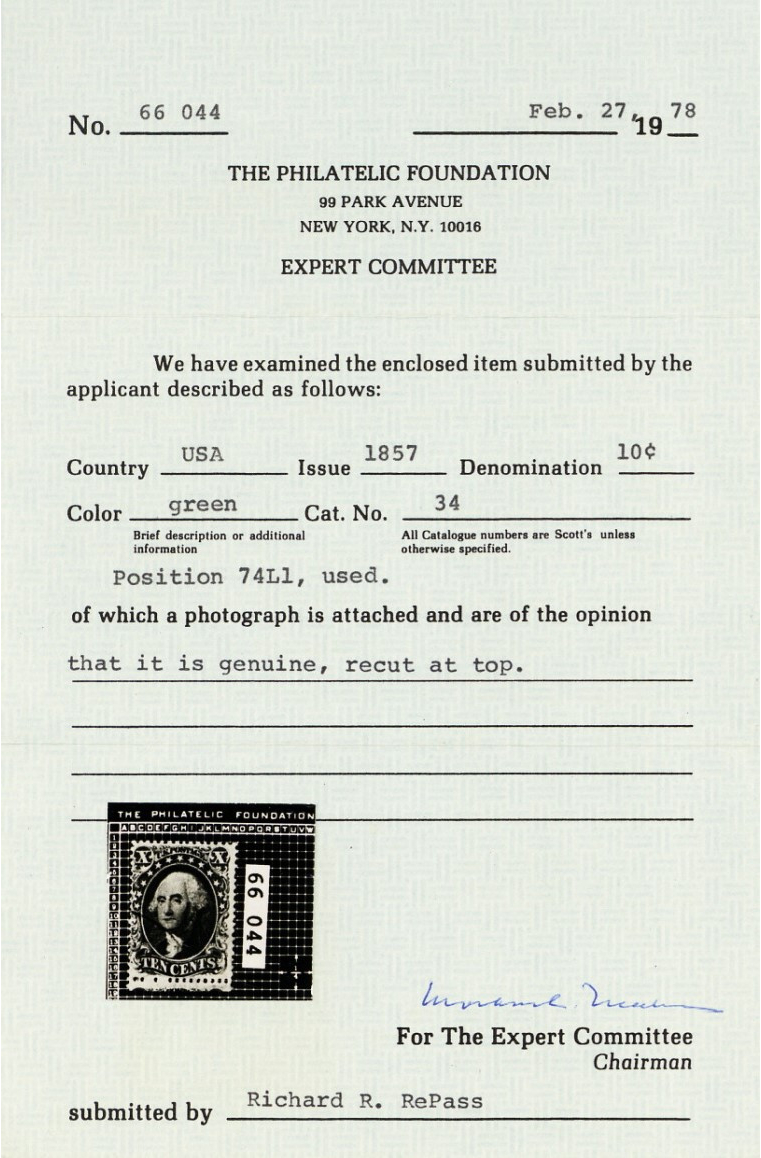 No. 66 044 Feb. 27, 1978
THE PHILATELIC FOUNDATION
99 PARK AVENUE
NEW YORK, N.Y. 10016
EXPERT COMMITTEE
We have examined the enclosed item submitted by the
applicant described as follows:
Country USA Issue 1857 Denomination 10¢
Color green Cat. No. 34
Brief description or additional information
All Catalogue numbers are Scott's unless otherwise specified.
Position 74L1, used.
of which a photograph is attached and are of the opinion
that it is genuine, recut at top.
THE PHILATELIC FOUNDATION
ABCDEFGHIJKLMNOPQRSTUVW
X X
66 044
TEN CENTS
For The Expert Committee
Chairman
submitted by Richard R. RePass